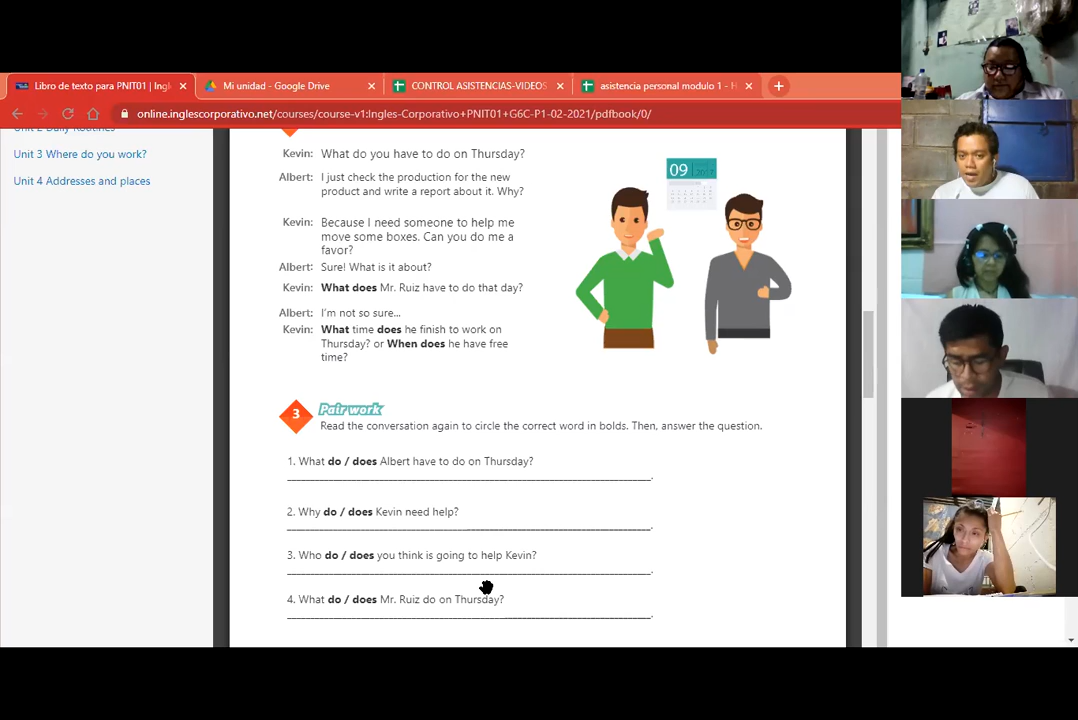 Libro de texto para PNIT01 | Ingl
Mi unidad - Google Drive
CONTROL ASISTENCIAS-VIDEOS
asistencia personal modulo 1 - H
online.inglescorporativo.net/courses/course-v1:Ingles-Corporativo+PNIT01+G6C-P1-02-2021/pdfbook/0/
Unit 2 Daily Routines
Unit 3 Where do you work?
Unit 4 Addresses and places
Kevin: What do you have to do on Thursday?
Albert: I just check the production for the new
product and write a report about it. Why?
Kevin: Because I need someone to help me
move some boxes. Can you do me a
favor?
Albert: Sure! What is it about?
Kevin: What does Mr. Ruiz have to do that day?
Albert: I'm not so sure...
Kevin: What time does he finish to work on
Thursday? or When does he have free
time?
09
3 Pair work
Read the conversation again to circle the correct word in bolds. Then, answer the question.
1. What do / does Albert have to do on Thursday?
2. Why do / does Kevin need help?
3. Who do / does you think is going to help Kevin?
4. What do / does Mr. Ruiz do on Thursday?